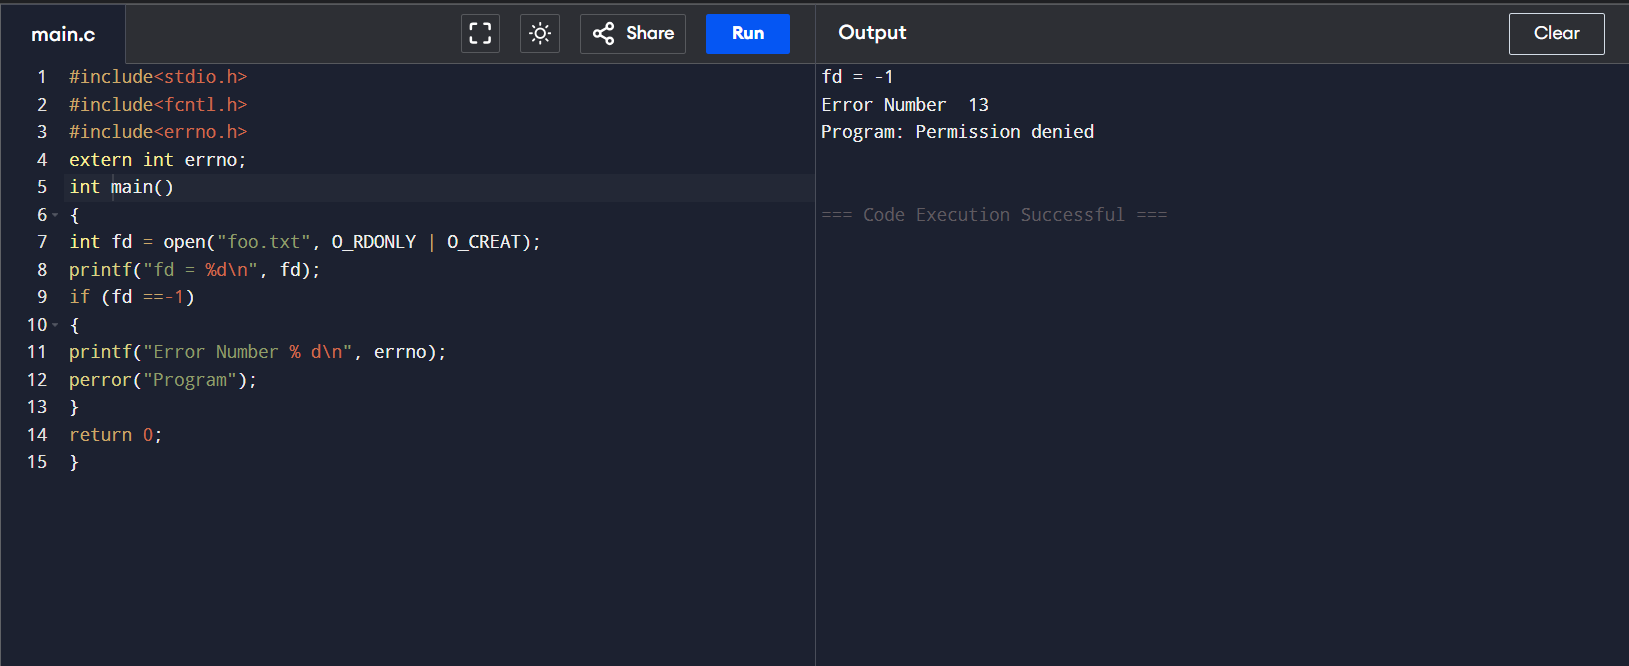 main.c Share Run Output Clear
1 #include<stdio.h>
2 #include<fcntl.h>
3 #include<errno.h>
4 extern int errno;
5 int main()
6 {
7 int fd = open("foo.txt", O_RDONLY | O_CREAT);
8 printf("fd = %d\n", fd);
9 if (fd ==-1)
10 {
11 printf("Error Number % d\n", errno);
12 perror("Program");
13 }
14 return 0;
15 }
fd = -1
Error Number  13
Program: Permission denied
=== Code Execution Successful ===